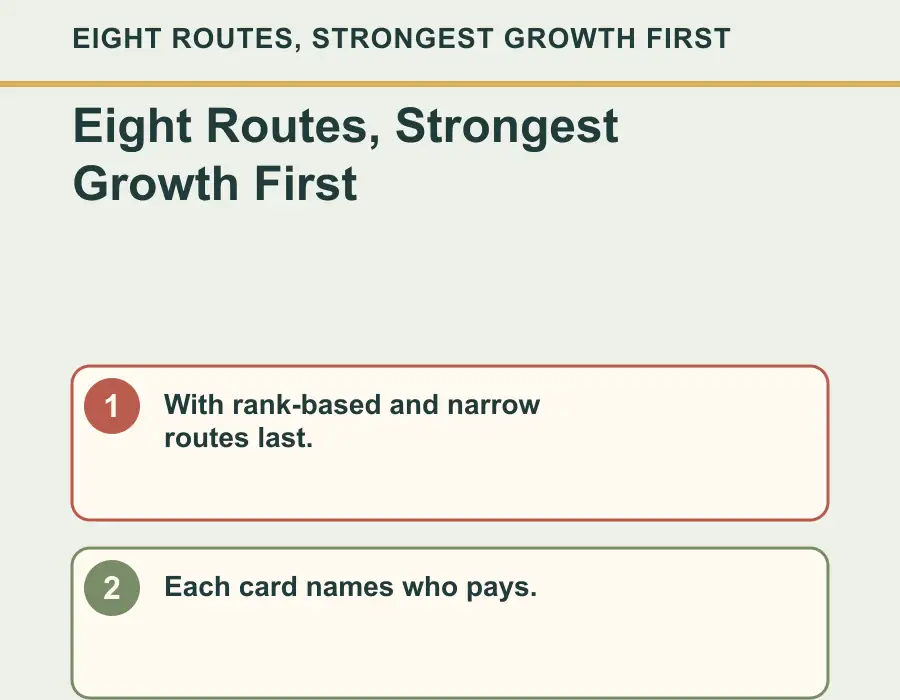 EIGHT ROUTES, STRONGEST GROWTH FIRST
Eight Routes, Strongest
Growth First
1
With rank-based and narrow
routes last.
2
Each card names who pays.